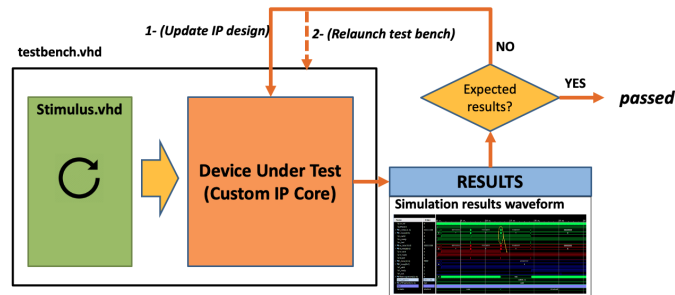 1- (Update IP design)
2- (Relaunch test bench)
NO
testbench.vhd
Expected
results?
YES
passed
Stimulus.vhd
Device Under Test
(Custom IP Core)
RESULTS
Simulation results waveform